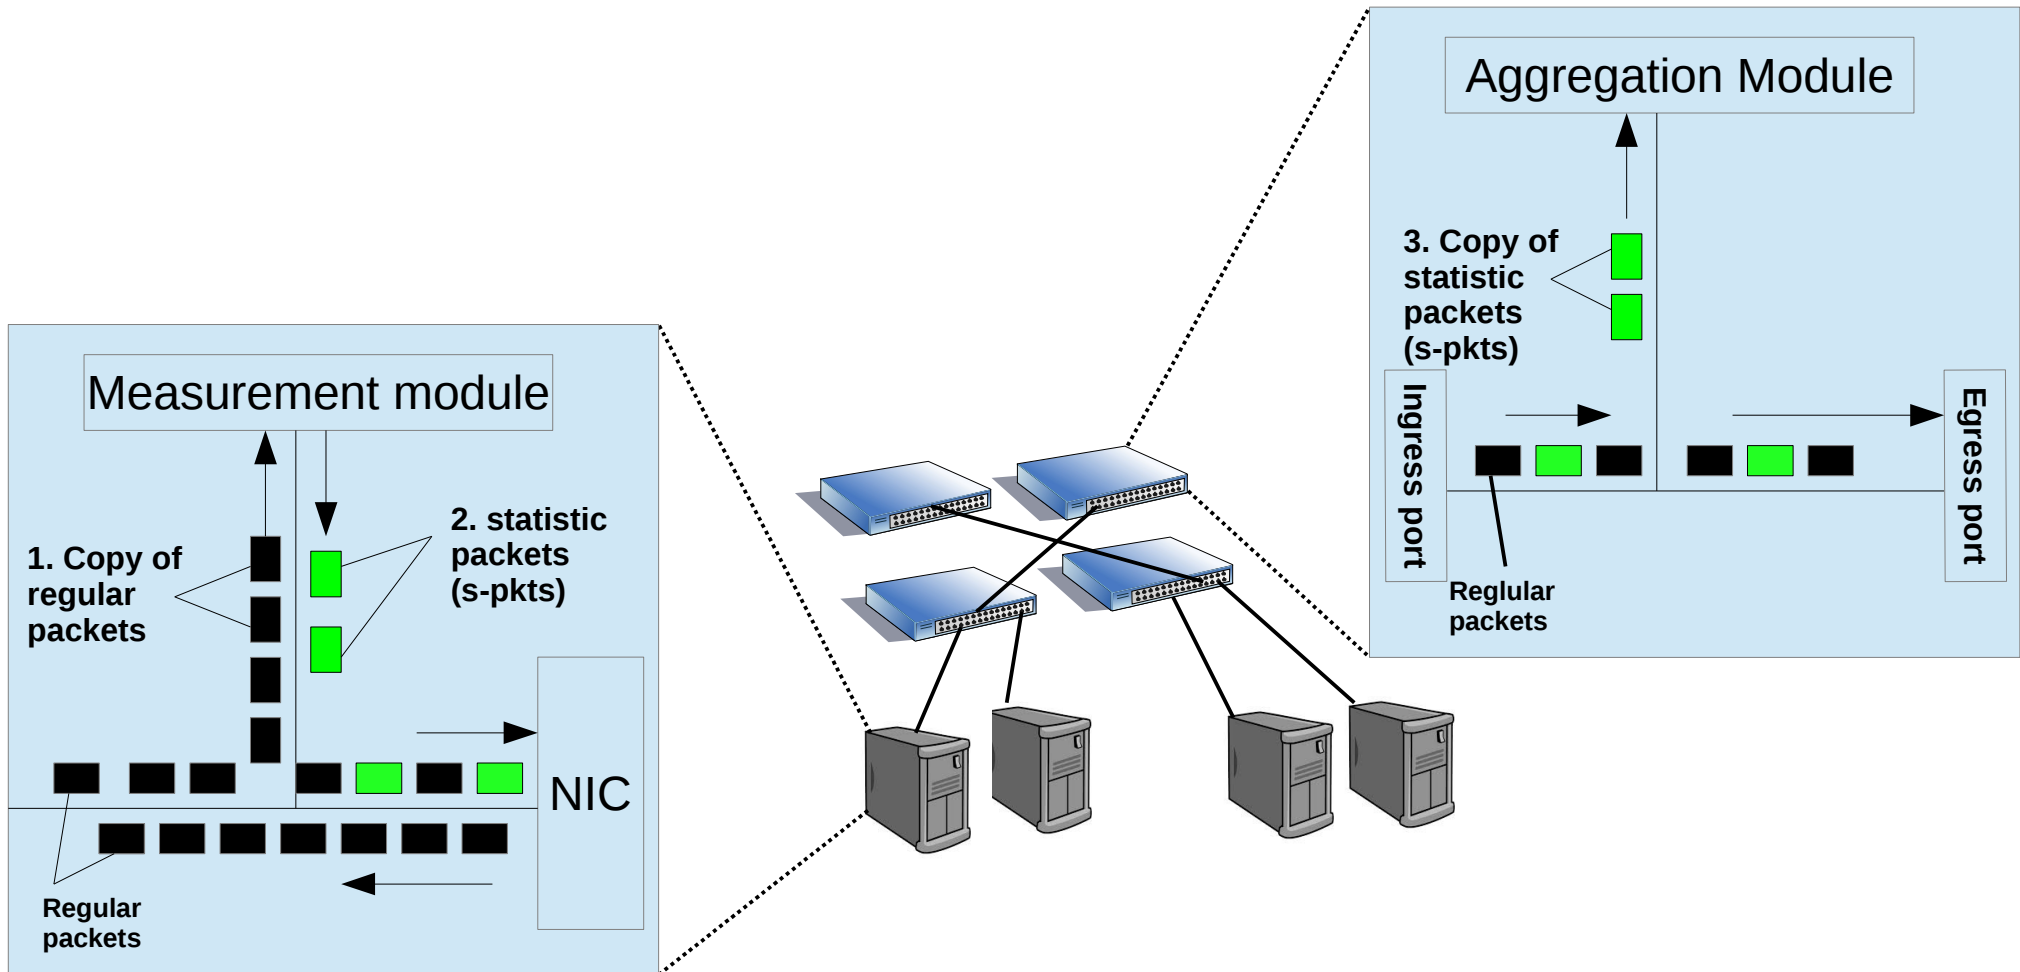 Aggregation Module
3. Copy of
statistic
packets
(s-pkts)
Ingress port
Egress port
Reglular
packets
Measurement module
1. Copy of
regular
packets
2. statistic
packets
(s-pkts)
NIC
Regular
packets